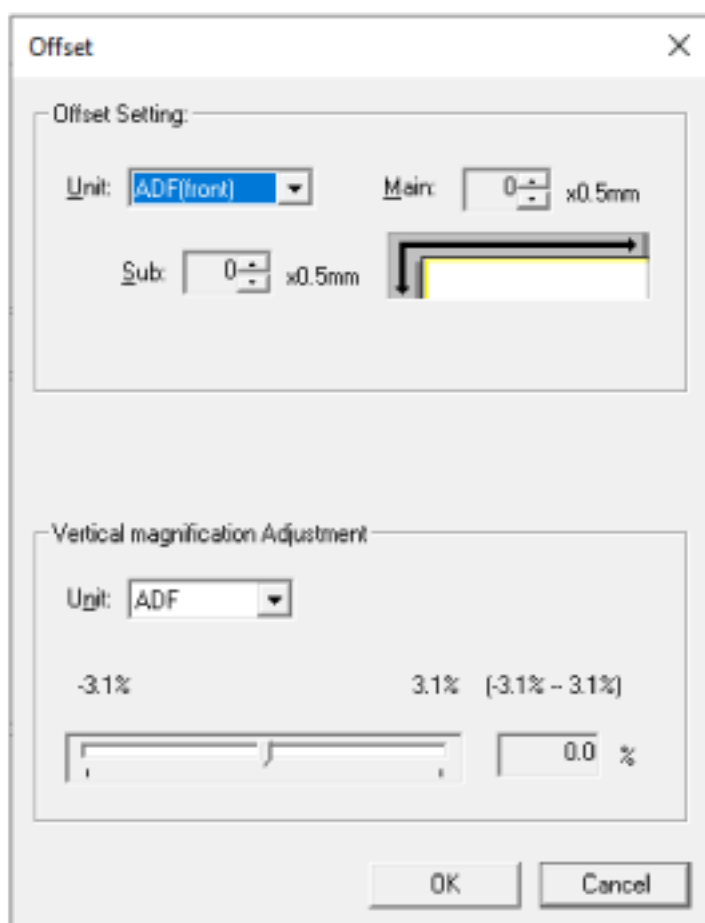 Offset
Offset Setting:
Unit: ADF(front) Main: 0 x0.5mm
Sub: 0 x0.5mm
Vertical magnification Adjustment
Unit: ADF
-3.1% 3.1% (-3.1% -- 3.1%)
0.0 %
OK Cancel